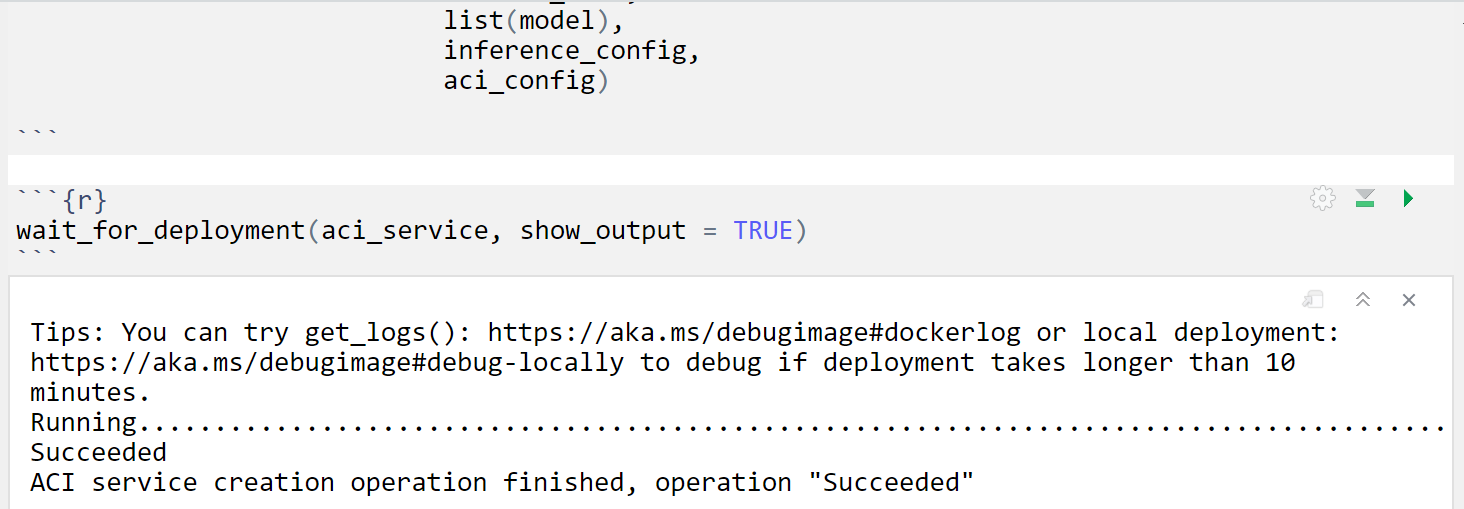 list(model),
inference_config,
aci_config)
```
```{r}
wait_for_deployment(aci_service, show_output = TRUE)
```
Tips: You can try get_logs(): https://aka.ms/debugimage#dockerlog or local deployment:
https://aka.ms/debugimage#debug-locally to debug if deployment takes longer than 10
minutes.
Running......................................................................................
Succeeded
ACI service creation operation finished, operation "Succeeded"